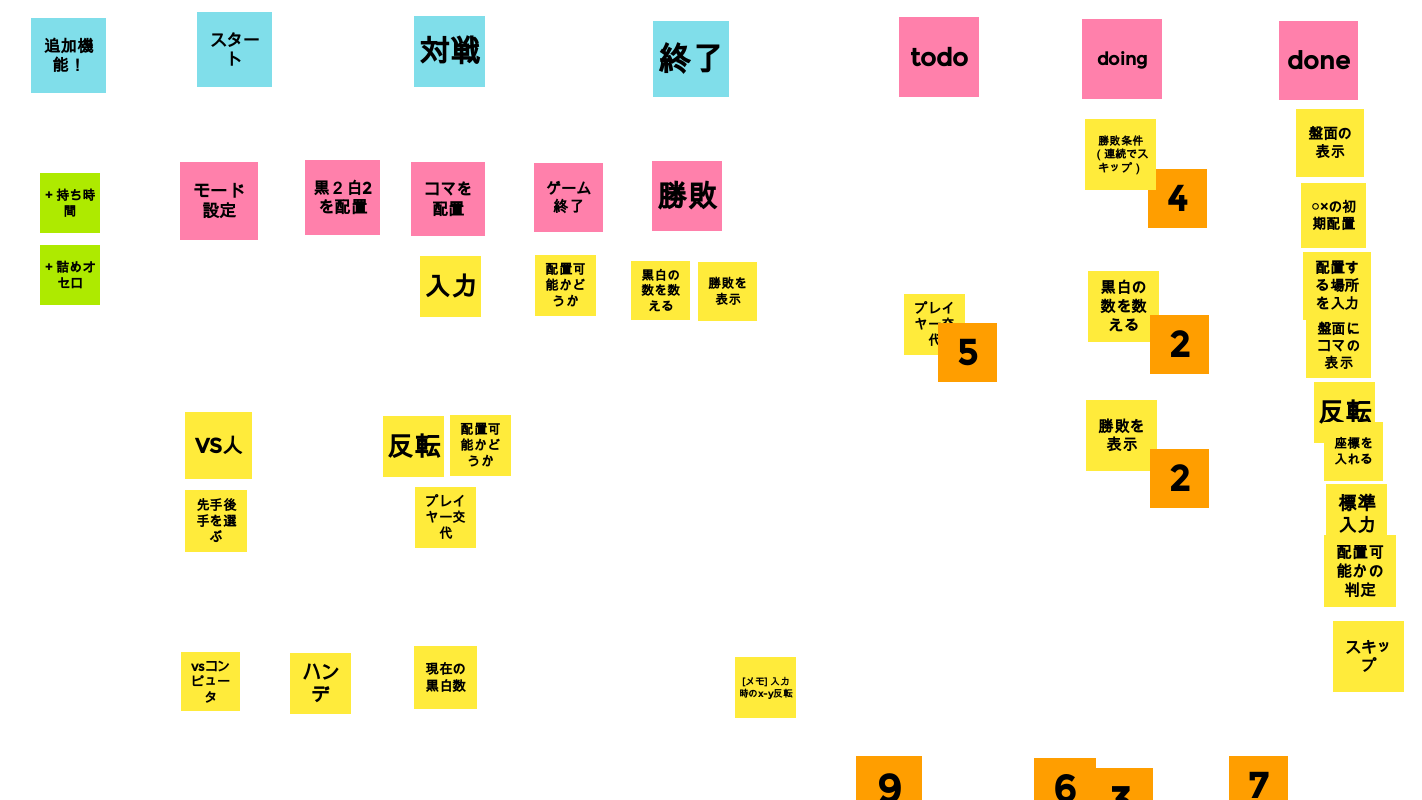 追加機
能！
スター
ト
対戦
終了
todo
doing
done
+ 持ち時
間
+ 詰めオ
セロ
モード
設定
黒２白2
を配置
コマを
配置
ゲーム
終了
勝敗
入力
配置可
能かど
うか
黒白の
数を数
える
勝敗を
表示
VS人
先手後
手を選
ぶ
反転
配置可
能かど
うか
プレイ
ヤー交
代
vsコン
ピュー
タ
ハン
デ
現在の
黒白数
[メモ] 入力
時のx-y反転
プレイ
ヤー交
代
5
勝敗条件
( 連続でス
キップ )
4
黒白の
数を数
える
2
勝敗を
表示
2
盤面の
表示
○×の初
期配置
配置す
る場所
を入力
盤面に
コマの
表示
反転
座標を
入れる
標準
入力
配置可
能かの
判定
スキッ
プ
9
6
3
7